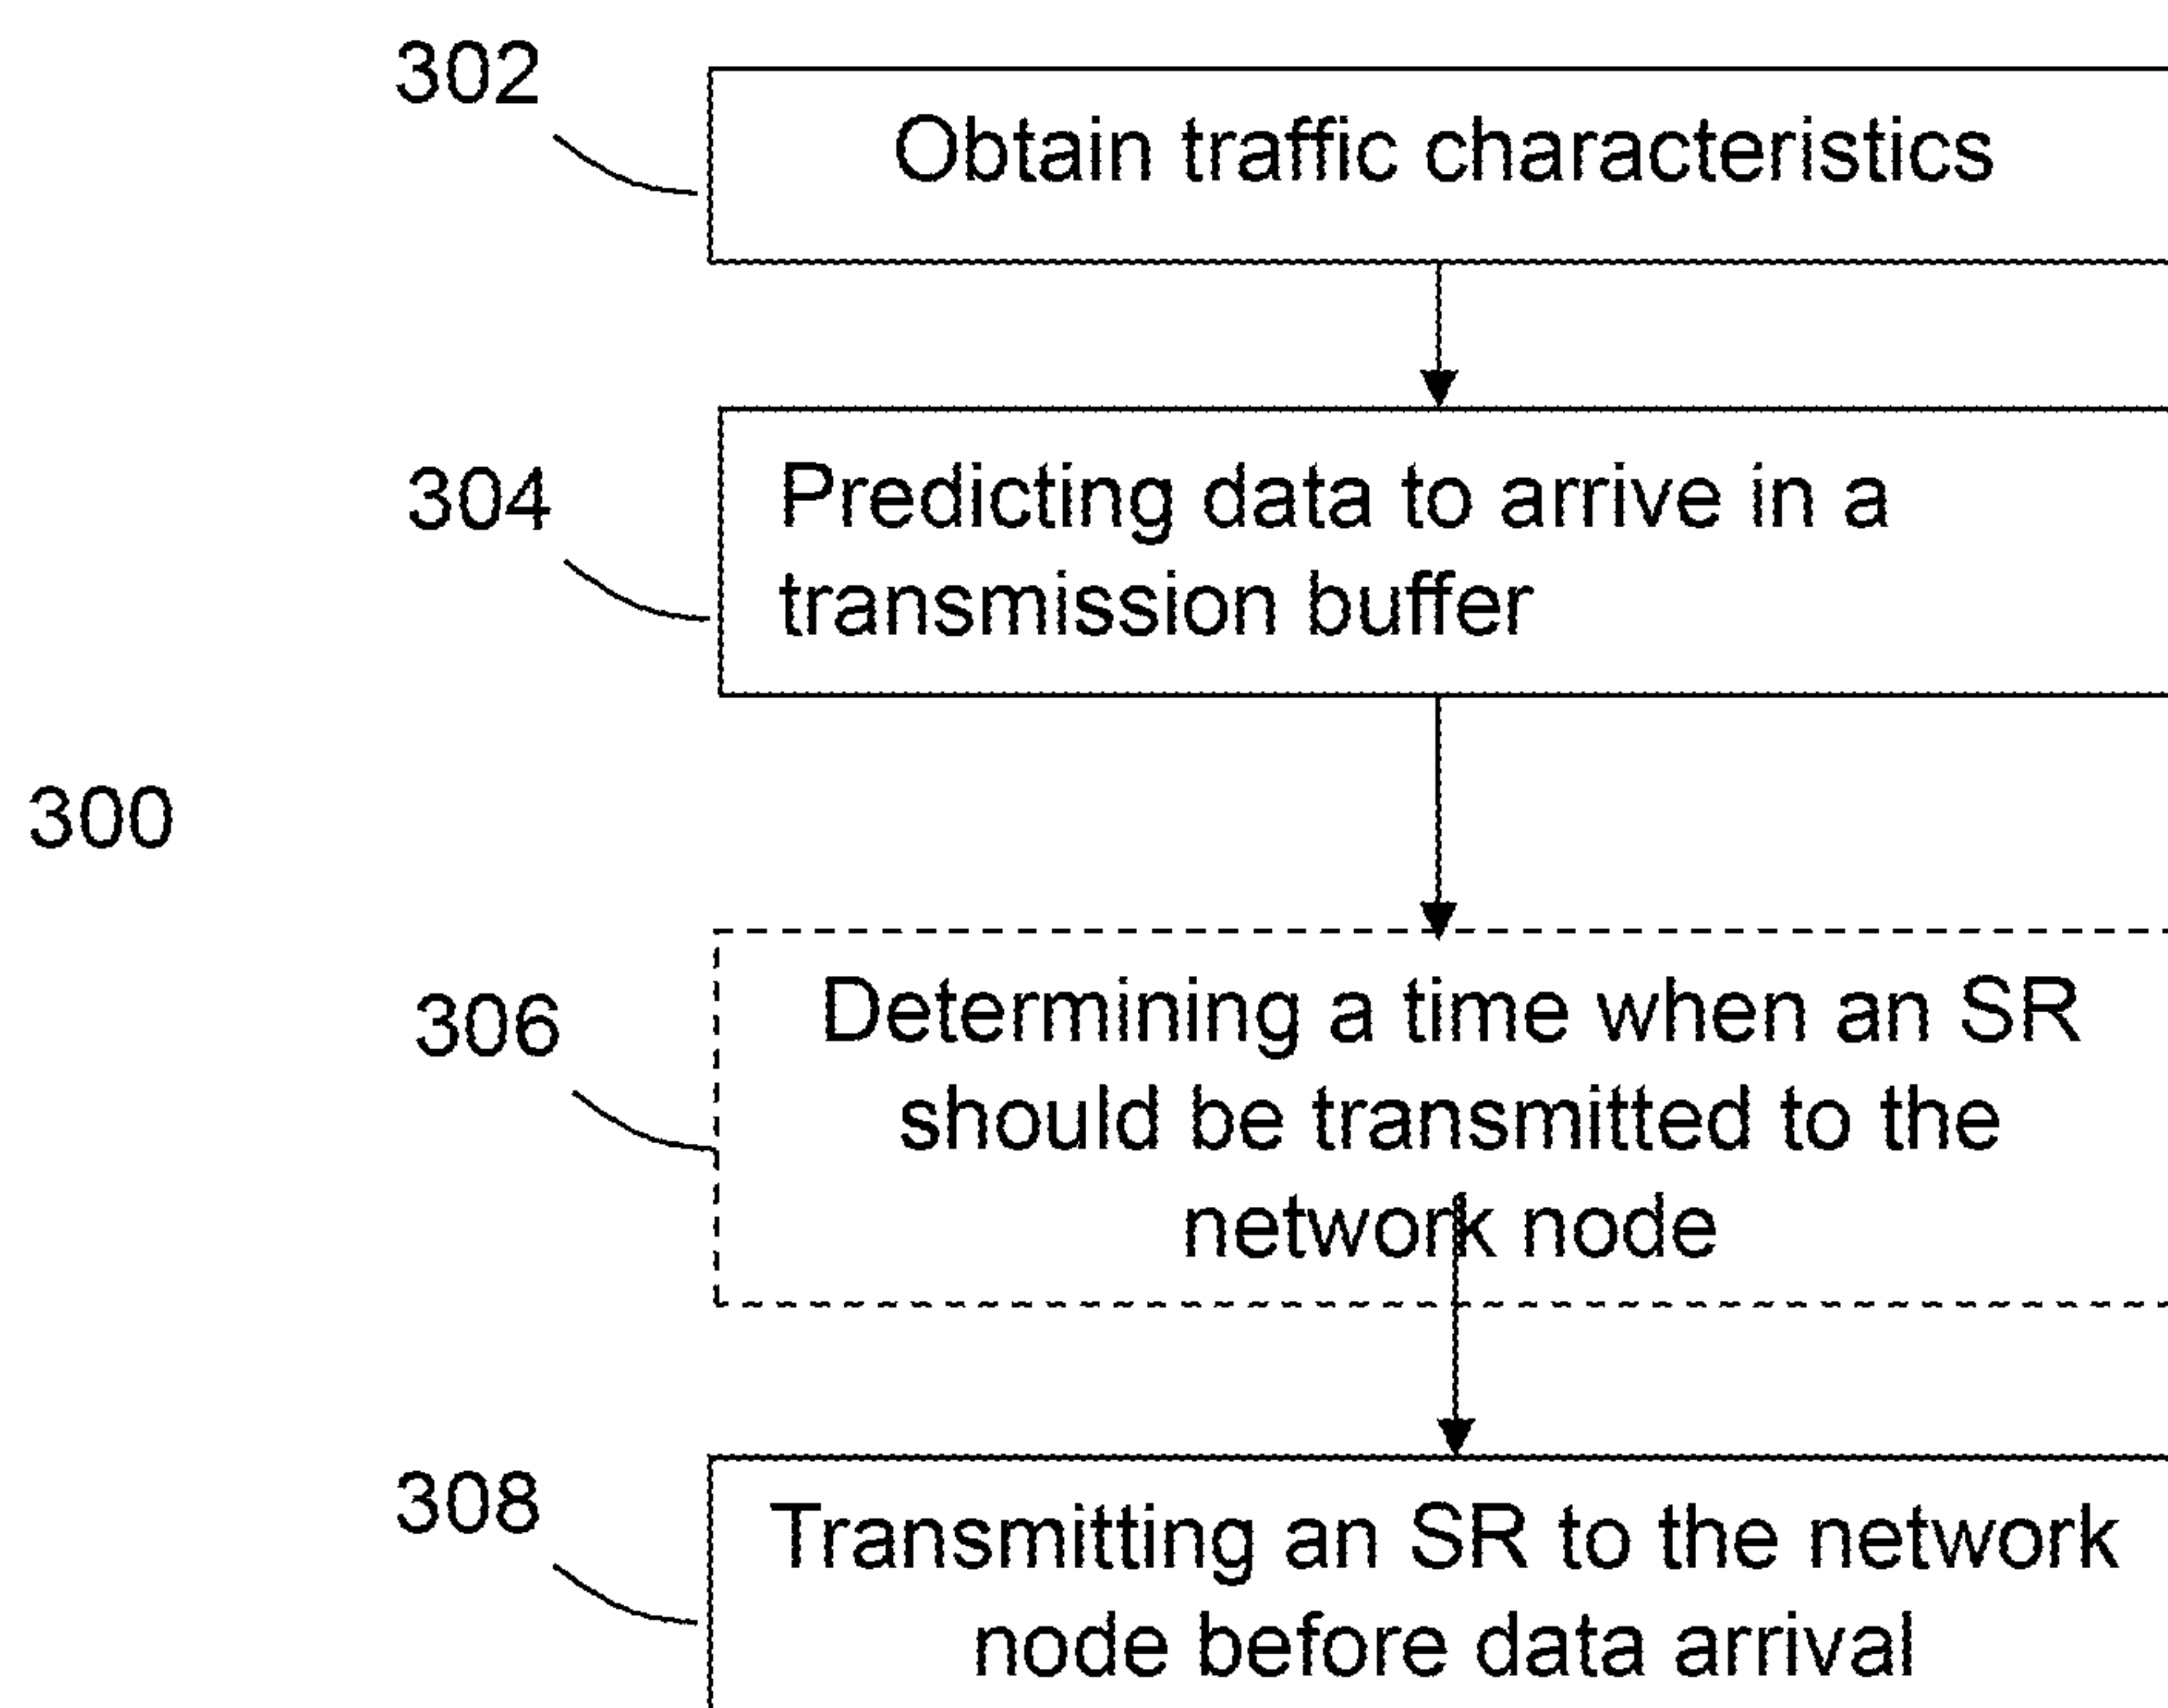 302
Obtain traffic characteristics
304
Predicting data to arrive in a
transmission buffer
300
306
Determining a time when an SR
should be transmitted to the
network node
308
Transmitting an SR to the network
node before data arrival